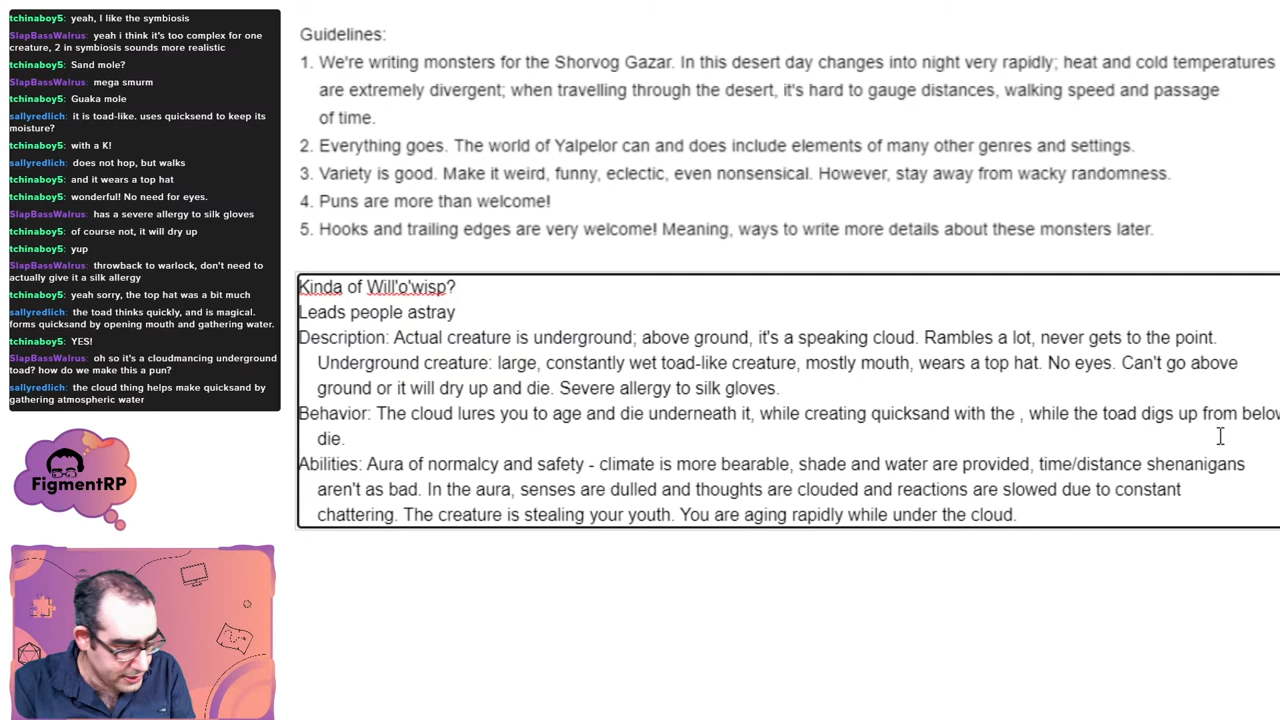 tchinaboy5: yeah, I like the symbiosis
SlapBassWalrus: yeah i think it's too complex for one
creature, 2 in symbiosis sounds more realistic
tchinaboy5: Sand mole?
SlapBassWalrus: mega smurm
tchinaboy5: Guaka mole
sallyredlich: it is toad-like. uses quicksend to keep its
moisture?
tchinaboy5: with a K!
sallyredlich: does not hop, but walks
tchinaboy5: and it wears a top hat
tchinaboy5: wonderful! No need for eyes.
SlapBassWalrus: has a severe allergy to silk gloves
tchinaboy5: of course not, it will dry up
tchinaboy5: yup
SlapBassWalrus: throwback to warlock, don't need to
actually give it a silk allergy
tchinaboy5: yeah sorry, the top hat was a bit much
sallyredlich: the toad thinks quickly, and is magical.
forms quicksand by opening mouth and gathering water.
tchinaboy5: YES!
SlapBassWalrus: oh so it's a cloudmancing underground
toad? how do we make this a pun?
sallyredlich: the cloud thing helps make quicksand by
gathering atmospheric water
FigmentRP
Guidelines:
1. We're writing monsters for the Shorvog Gazar. In this desert day changes into night very rapidly; heat and cold temperatures
are extremely divergent; when travelling through the desert, it's hard to gauge distances, walking speed and passage
of time.
2. Everything goes. The world of Yalpelor can and does include elements of many other genres and settings.
3. Variety is good. Make it weird, funny, eclectic, even nonsensical. However, stay away from wacky randomness.
4. Puns are more than welcome!
5. Hooks and trailing edges are very welcome! Meaning, ways to write more details about these monsters later.
Kinda of Will'o'wisp?
Leads people astray
Description: Actual creature is underground; above ground, it's a speaking cloud. Rambles a lot, never gets to the point.
Underground creature: large, constantly wet toad-like creature, mostly mouth, wears a top hat. No eyes. Can't go above
ground or it will dry up and die. Severe allergy to silk gloves.
Behavior: The cloud lures you to age and die underneath it, while creating quicksand with the , while the toad digs up from below
die.
Abilities: Aura of normalcy and safety - climate is more bearable, shade and water are provided, time/distance shenanigans
aren't as bad. In the aura, senses are dulled and thoughts are clouded and reactions are slowed due to constant
chattering. The creature is stealing your youth. You are aging rapidly while under the cloud.